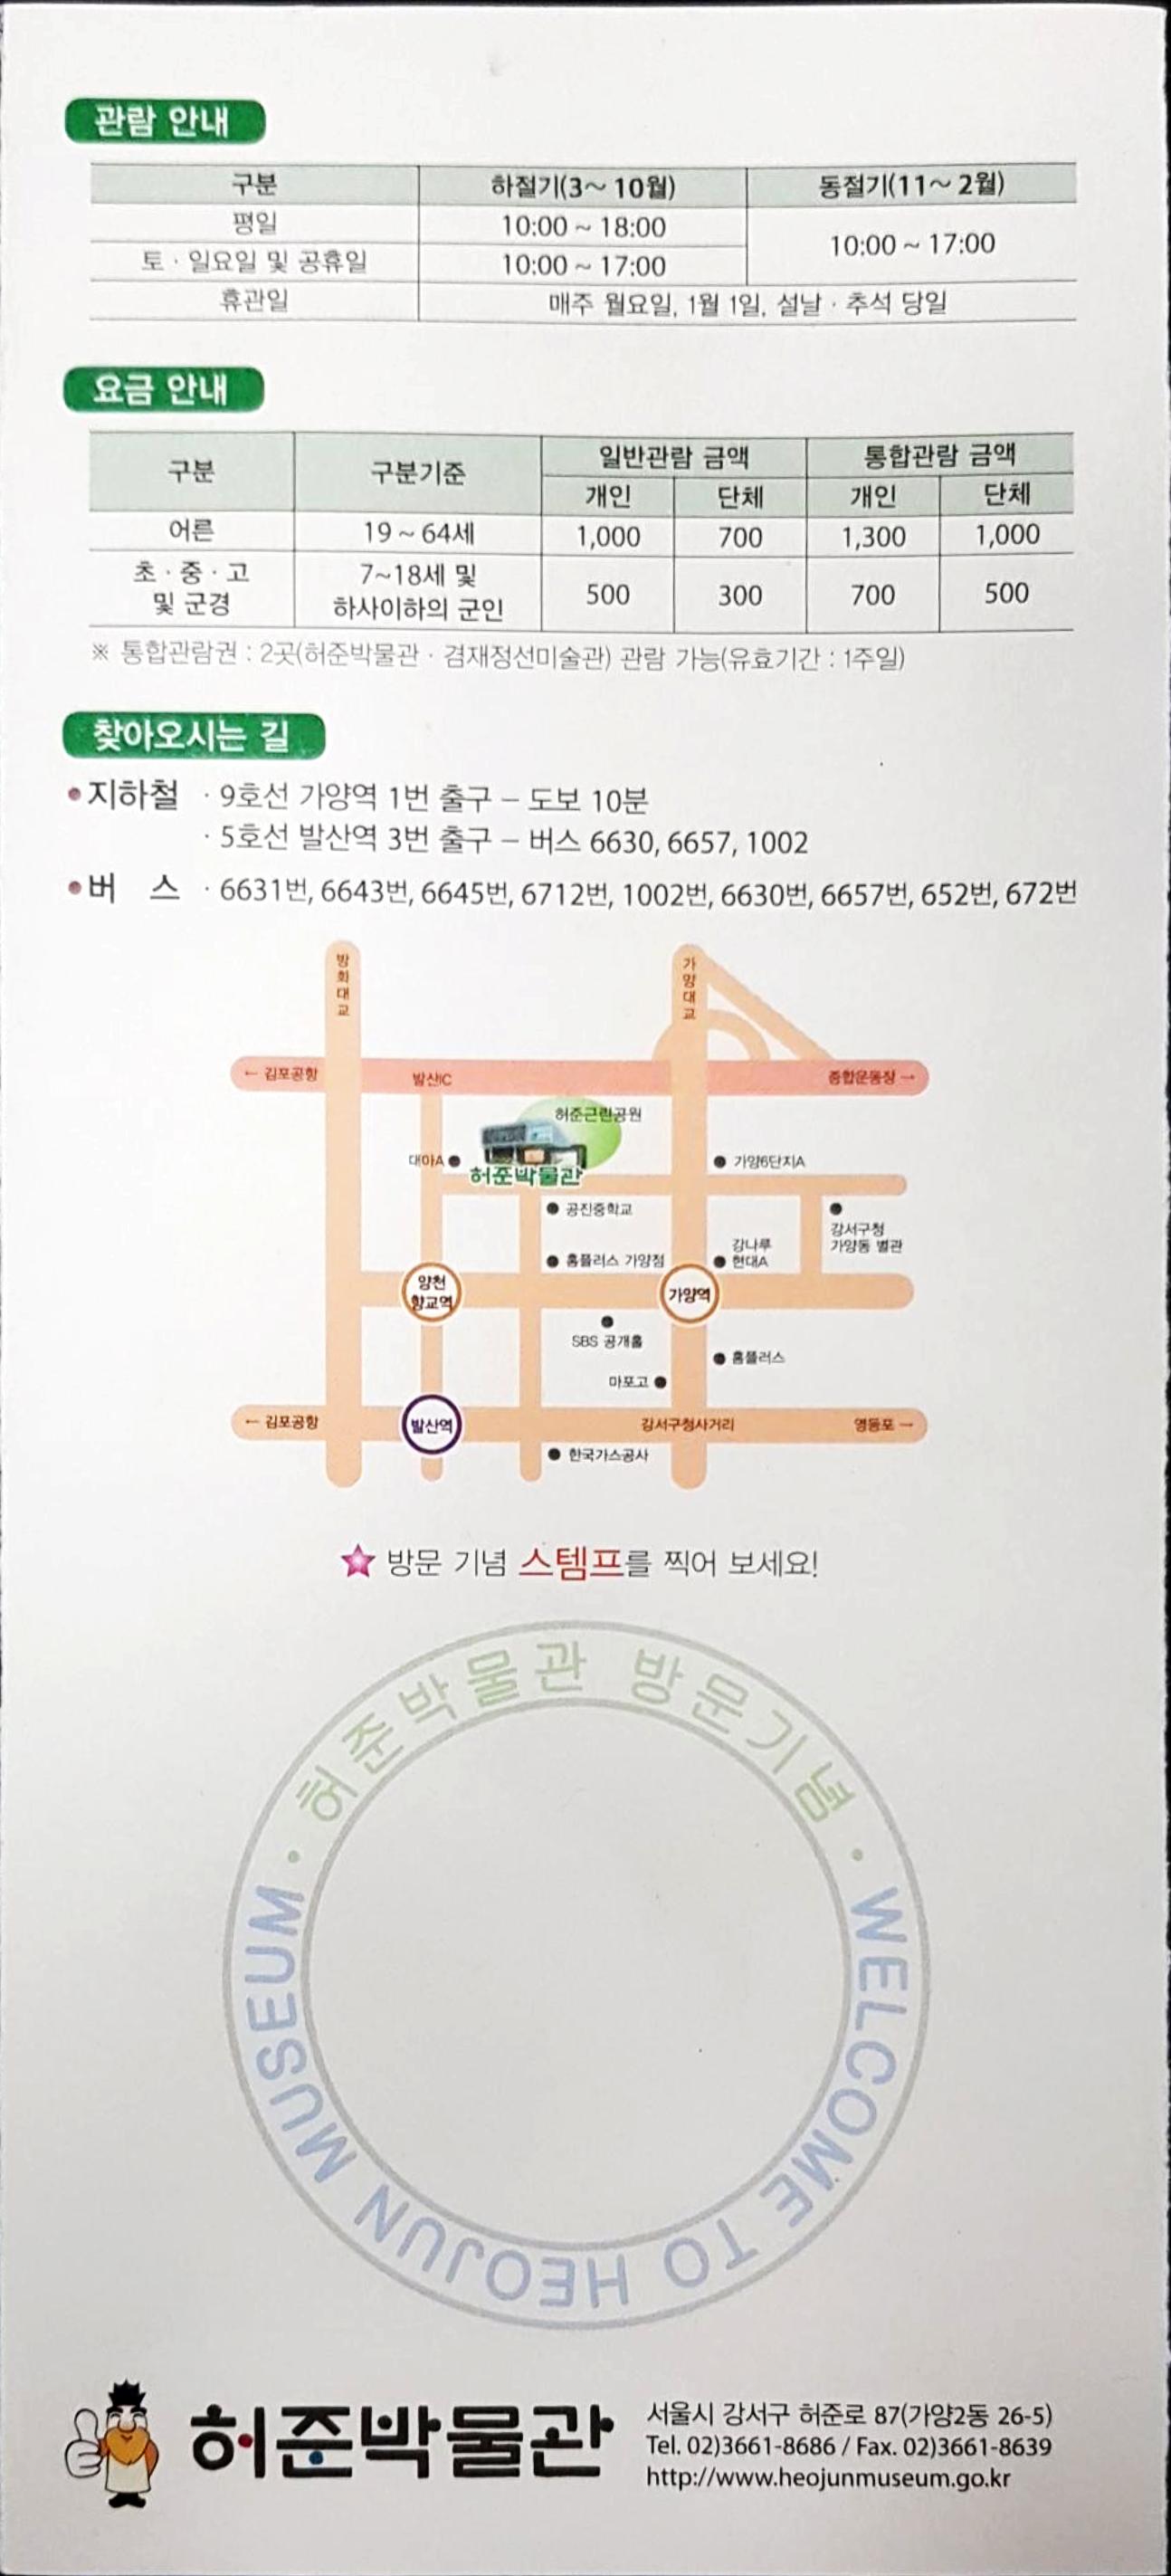 관람 안내
구분 하절기(3~ 10월) 동절기(11~ 2월)
평일 10:00 ~ 18:00 10:00 ~ 17:00
토 · 일요일 및 공휴일 10:00 ~ 17:00
휴관일 매주 월요일, 1월 1일, 설날 · 추석 당일
요금 안내
구분 구분기준 일반관람 금액 통합관람 금액
개인 단체 개인 단체
어른 19 ~ 64세 1,000 700 1,300 1,000
초 · 중 · 고
및 군경
7~18세 및
하사이하의 군인
500 300 700 500
※ 통합관람권 : 2곳(허준박물관 · 겸재정선미술관) 관람 가능(유효기간 : 1주일)
찾아오시는 길
•지하철 · 9호선 가양역 1번 출구 – 도보 10분
· 5호선 발산역 3번 출구 – 버스 6630, 6657, 1002
•버 스 · 6631번, 6643번, 6645번, 6712번, 1002번, 6630번, 6657번, 652번, 672번
방화대교
가양대교
← 김포공항
발산IC
종합운동장 →
허준근린공원
대아A
허준박물관
가양6단지A
공진중학교
강서구청
가양동 별관
강나루
현대A
홈플러스 가양점
양천
향교역
가양역
SBS 공개홀
홈플러스
마포고
← 김포공항
발산역
강서구청사거리
영등포 →
한국가스공사
방문 기념 스템프를 찍어 보세요!
허준박물관 방문기념 ·
WELCOME TO HEOJUN MUSEUM ·
허준박물관
서울시 강서구 허준로 87(가양2동 26-5)
Tel. 02)3661-8686 / Fax. 02)3661-8639
http://www.heojunmuseum.go.kr